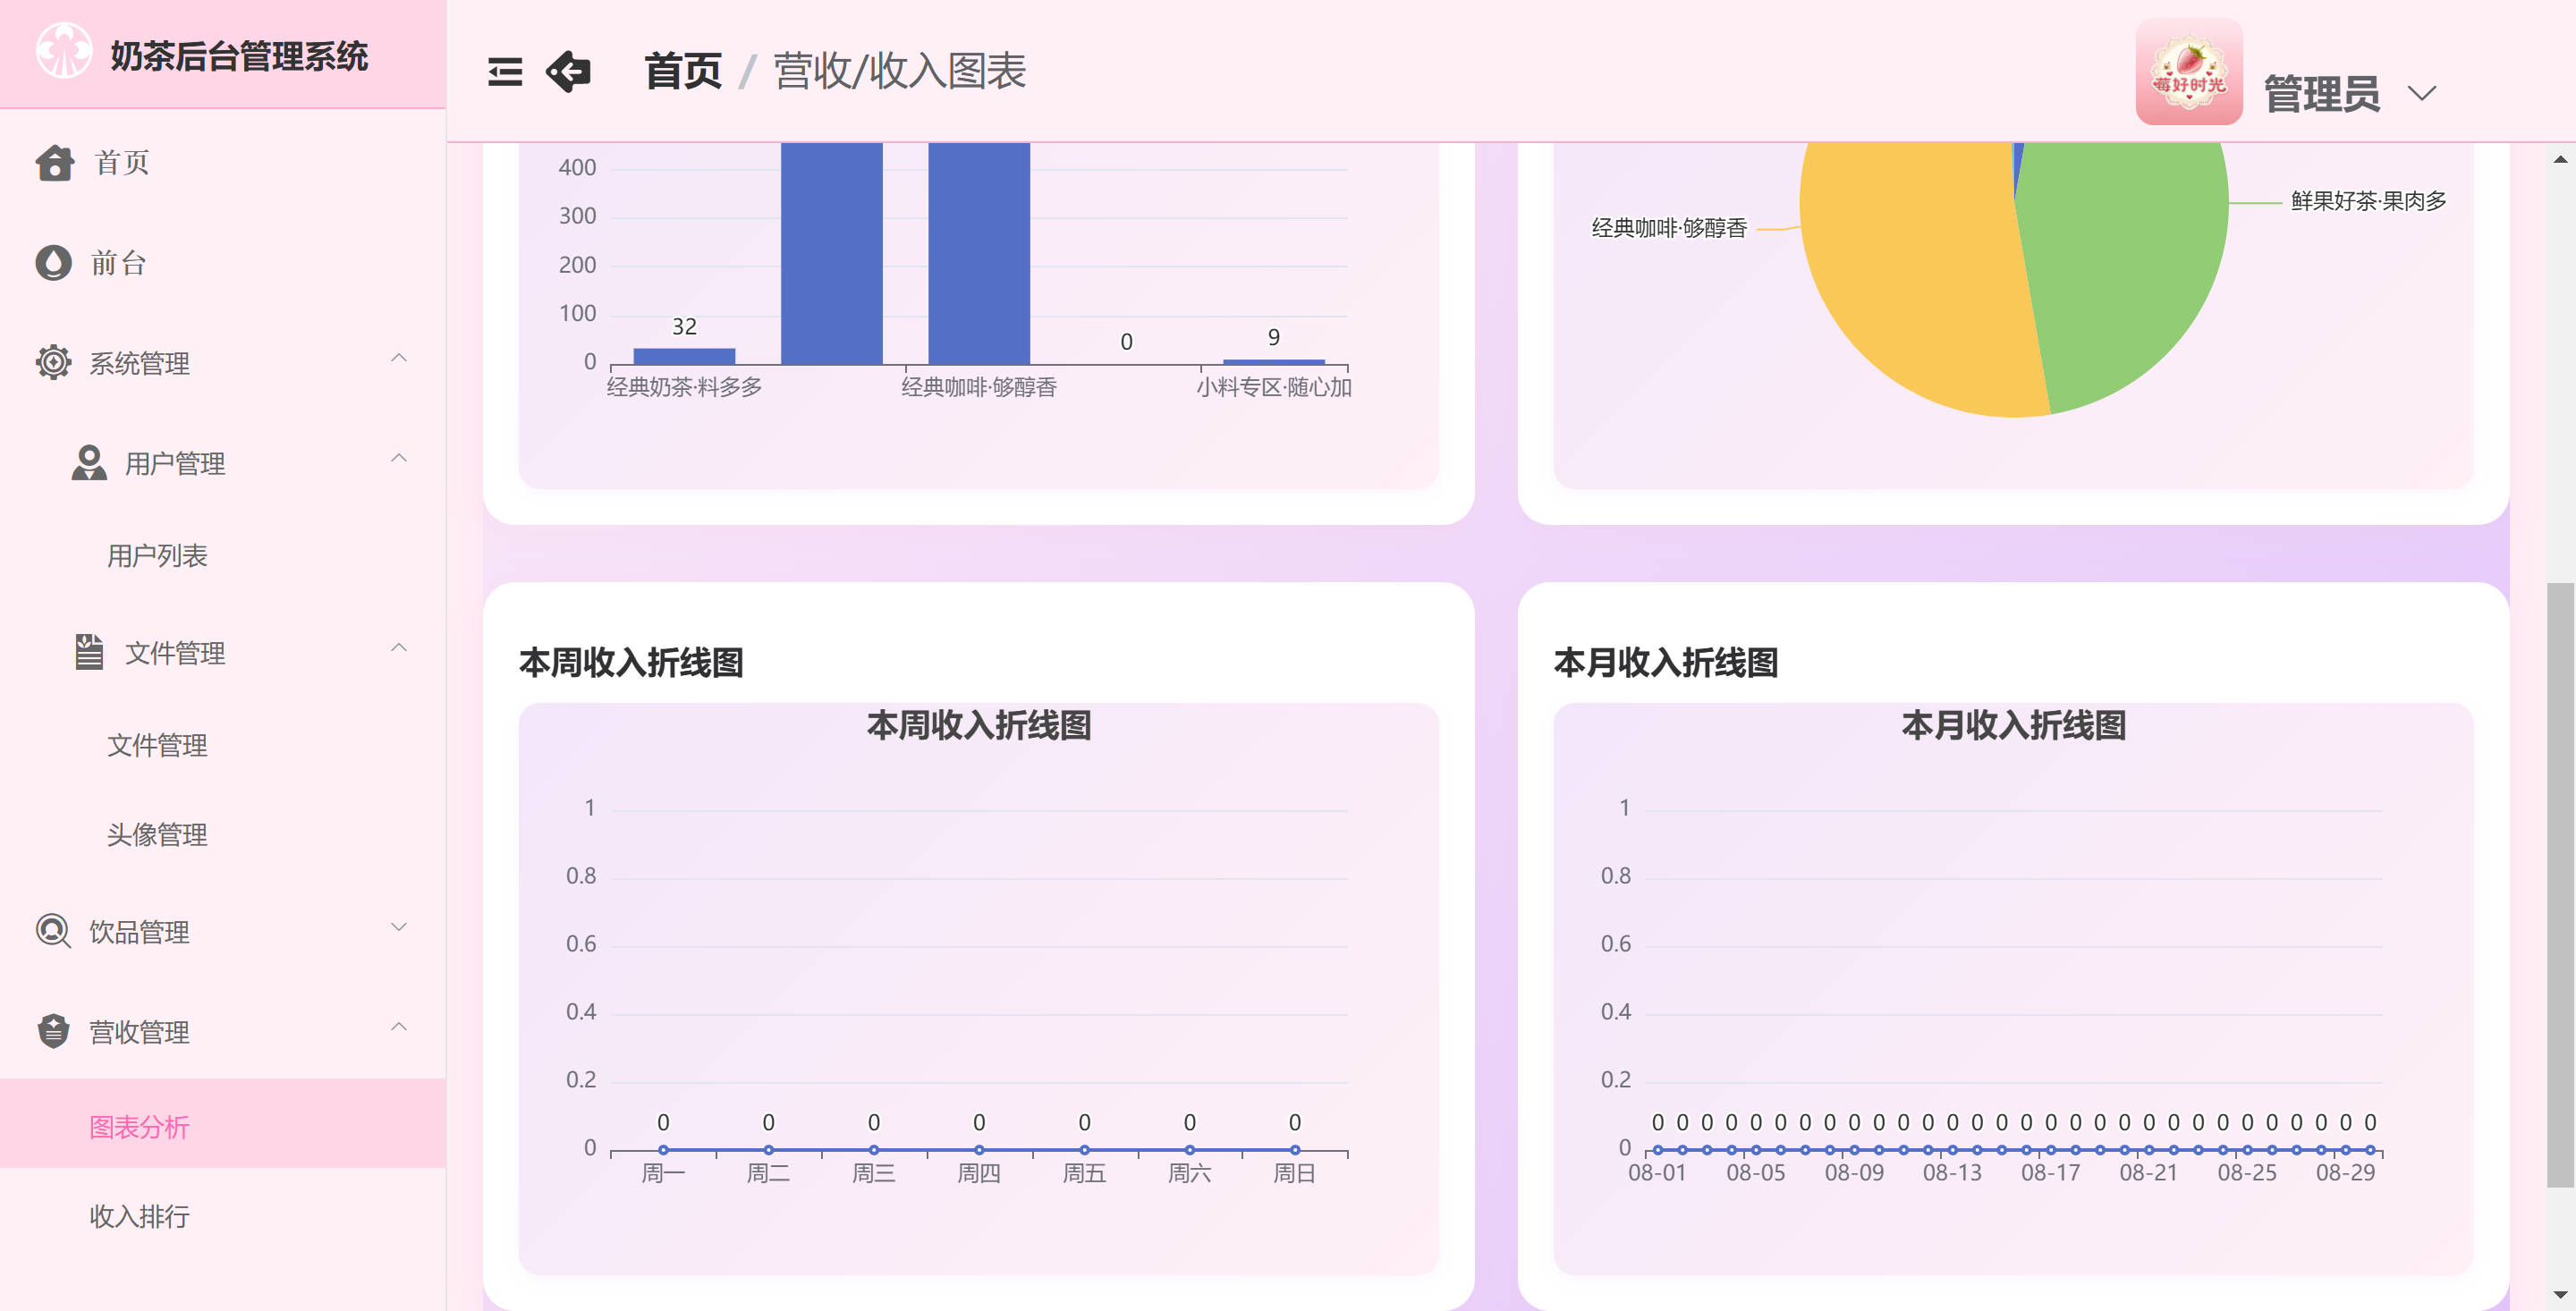 奶茶后台管理系统
首页
前台
系统管理
用户管理
用户列表
文件管理
文件管理
头像管理
饮品管理
营收管理
图表分析
收入排行
首页 / 营收/收入图表
莓好时光
管理员
400
300
200
100
0
32
0
9
经典奶茶·料多多 经典咖啡·够醇香 小料专区·随心加
经典咖啡·够醇香
鲜果好茶·果肉多
本周收入折线图
本周收入折线图
1
0.8
0.6
0.4
0.2
0
0 0 0 0 0 0 0
周一 周二 周三 周四 周五 周六 周日
本月收入折线图
本月收入折线图
1
0.8
0.6
0.4
0.2
0
0 0 0 0 0 0 0 0 0 0 0 0 0 0 0 0 0 0 0 0 0 0 0 0 0 0 0 0 0 0
08-01 08-05 08-09 08-13 08-17 08-21 08-25 08-29